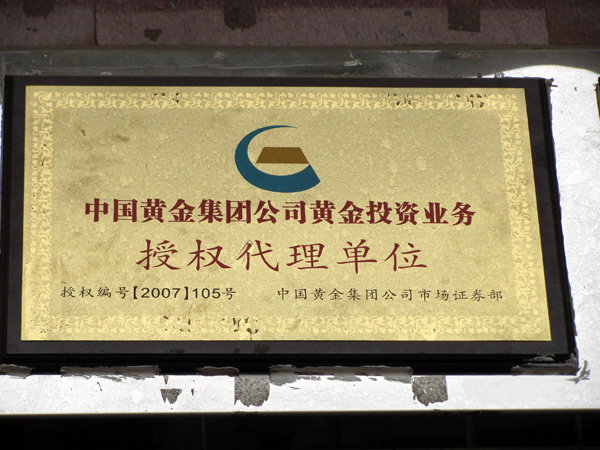 中国黄金集团公司黄金投资业务
授权代理单位
授权编号【2007】105号 中国黄金集团公司市场证券部